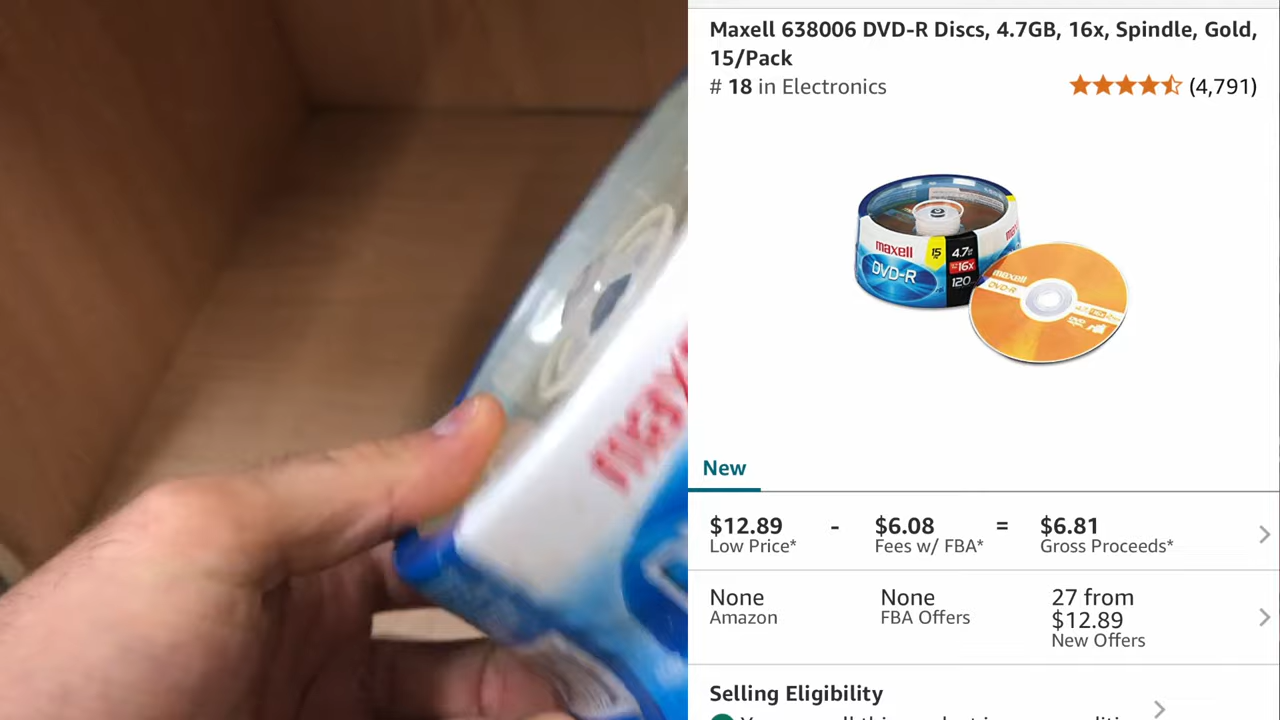 Maxell 638006 DVD-R Discs, 4.7GB, 16x, Spindle, Gold,
15/Pack
# 18 in Electronics
(4,791)
maxell
DVD-R
15
4.7
16x
120
maxell
DVD-R
maxell
New
$12.89 - $6.08 = $6.81
Low Price* Fees w/ FBA* Gross Proceeds*
None None 27 from
Amazon FBA Offers $12.89
New Offers
Selling Eligibility